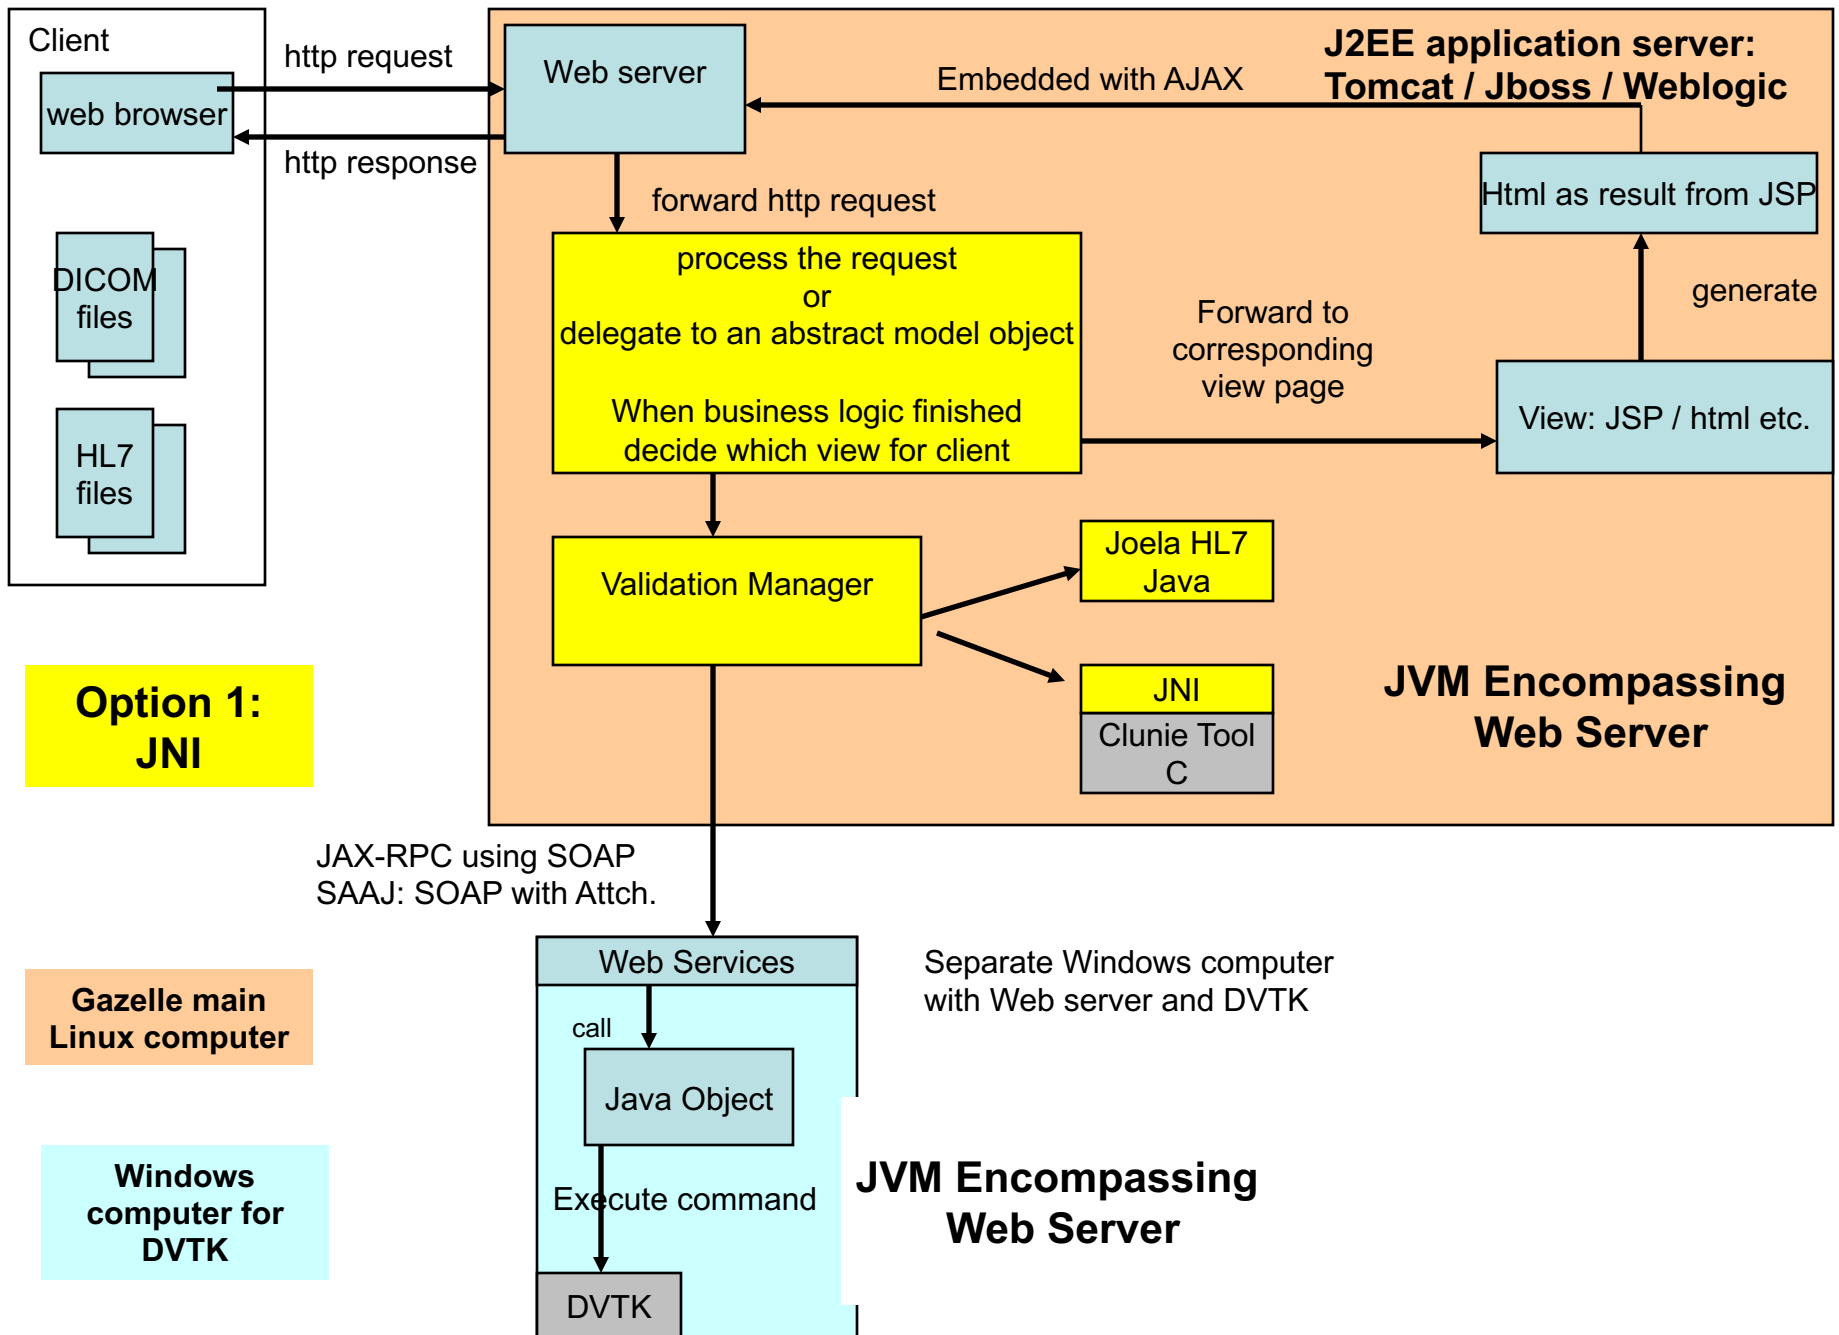 Client
web browser
DICOM
files
HL7
files
http request
http response
Web server
Embedded with AJAX
J2EE application server:
Tomcat / Jboss / Weblogic
Html as result from JSP
generate
forward http request
process the request
or
delegate to an abstract model object
When business logic finished
decide which view for client
Forward to
corresponding
view page
View: JSP / html etc.
Validation Manager
Joela HL7
Java
JNI
Clunie Tool
C
JVM Encompassing
Web Server
Option 1:
JNI
JAX-RPC using SOAP
SAAJ: SOAP with Attch.
Web Services
Separate Windows computer
with Web server and DVTK
call
Java Object
Execute command
DVTK
JVM Encompassing
Web Server
Gazelle main
Linux computer
Windows
computer for
DVTK